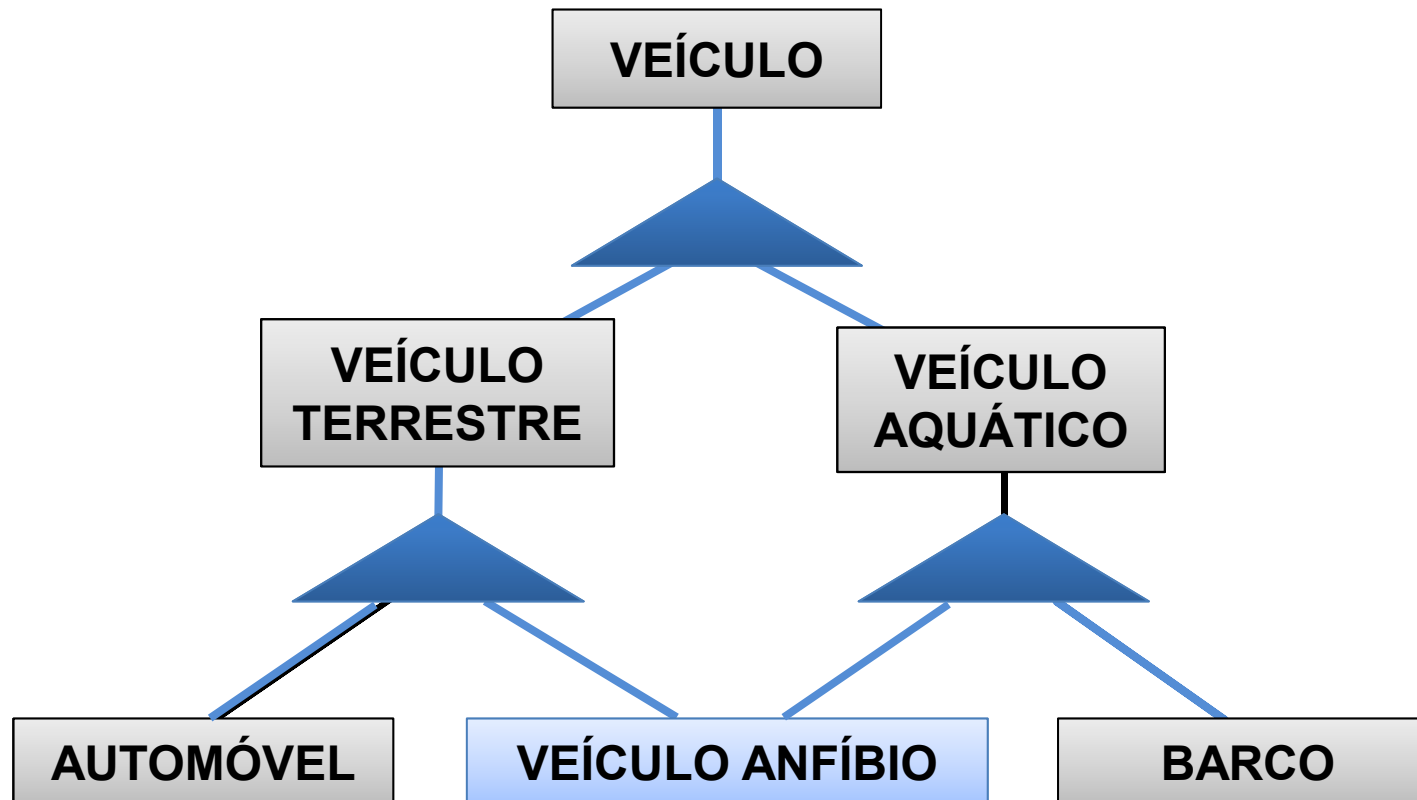 VEÍCULO
VEÍCULO
TERRESTRE
VEÍCULO
AQUÁTICO
AUTOMÓVEL
VEÍCULO ANFÍBIO
BARCO